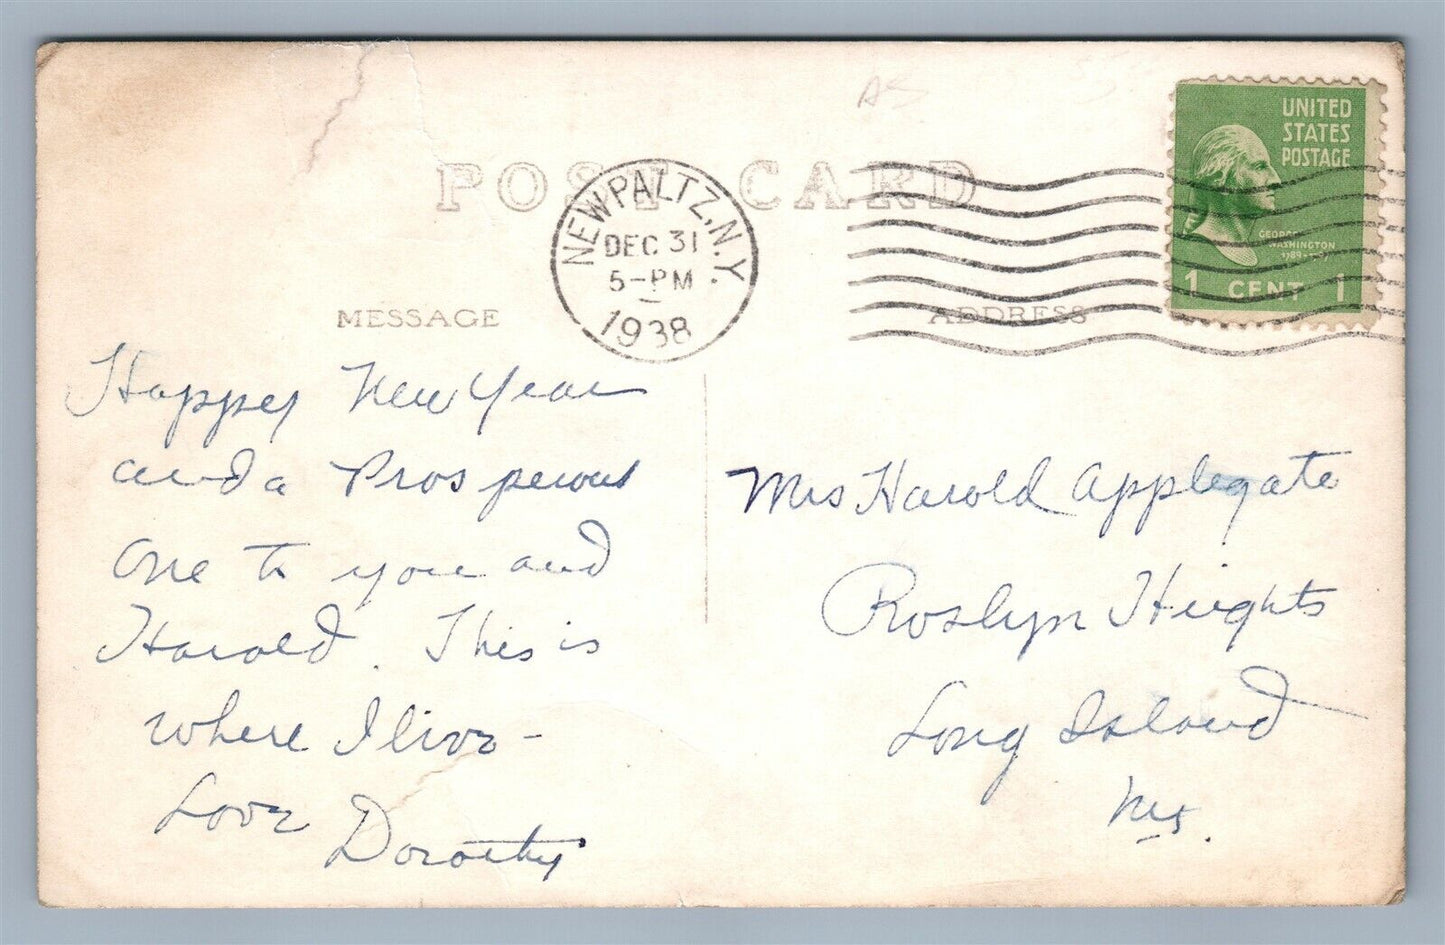 AS
POST CARD
NEW PALTZ, N.Y.
DEC 31
5-PM
1938
UNITED
STATES
POSTAGE
GEORGE
WASHINGTON
1 CENT 1
MESSAGE
ADDRESS
Happy New Year
and a Prosperous
One to you and
Harold. This is
where I live -
Love
Dorothy
Mrs Harold Applegate
Roslyn Heights
Long Island
N.Y.